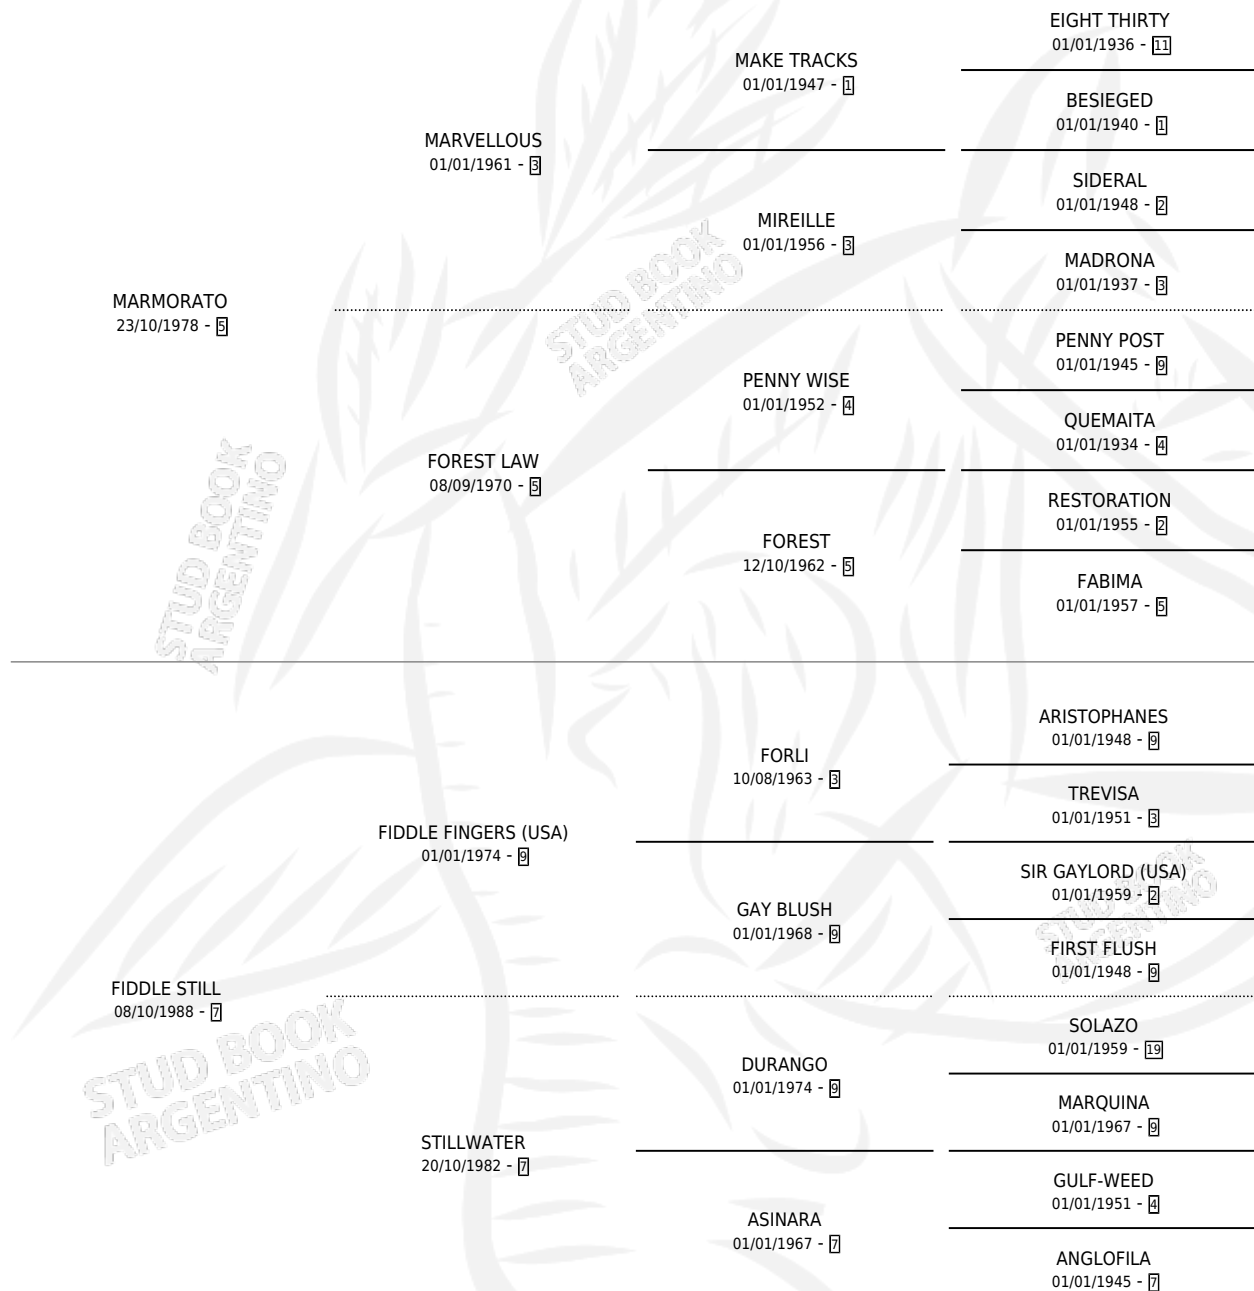 EIGHT THIRTY
01/01/1936 - 11
MAKE TRACKS
01/01/1947 - 1
BESIEGED
01/01/1940 - 1
MARVELLOUS
01/01/1961 - 3
SIDERAL
01/01/1948 - 2
MIREILLE
01/01/1956 - 3
MADRONA
01/01/1937 - 3
MARMORATO
23/10/1978 - 5
PENNY POST
01/01/1945 - 9
PENNY WISE
01/01/1952 - 4
QUEMAITA
01/01/1934 - 4
FOREST LAW
08/09/1970 - 5
RESTORATION
01/01/1955 - 2
FOREST
12/10/1962 - 5
FABIMA
01/01/1957 - 5
ARISTOPHANES
01/01/1948 - 9
FORLI
10/08/1963 - 3
TREVISA
01/01/1951 - 3
FIDDLE FINGERS (USA)
01/01/1974 - 9
SIR GAYLORD (USA)
01/01/1959 - 2
GAY BLUSH
01/01/1968 - 9
FIRST FLUSH
01/01/1948 - 9
FIDDLE STILL
08/10/1988 - 7
SOLAZO
01/01/1959 - 19
DURANGO
01/01/1974 - 9
MARQUINA
01/01/1967 - 9
STILLWATER
20/10/1982 - 7
GULF-WEED
01/01/1951 - 4
ASINARA
01/01/1967 - 7
ANGLOFILA
01/01/1945 - 7
STUD BOOK
ARGENTINO
STUD BOOK
ARGENTINO
STUD BOOK
ARGENTINO
STUD BOOK
ARGENTINO